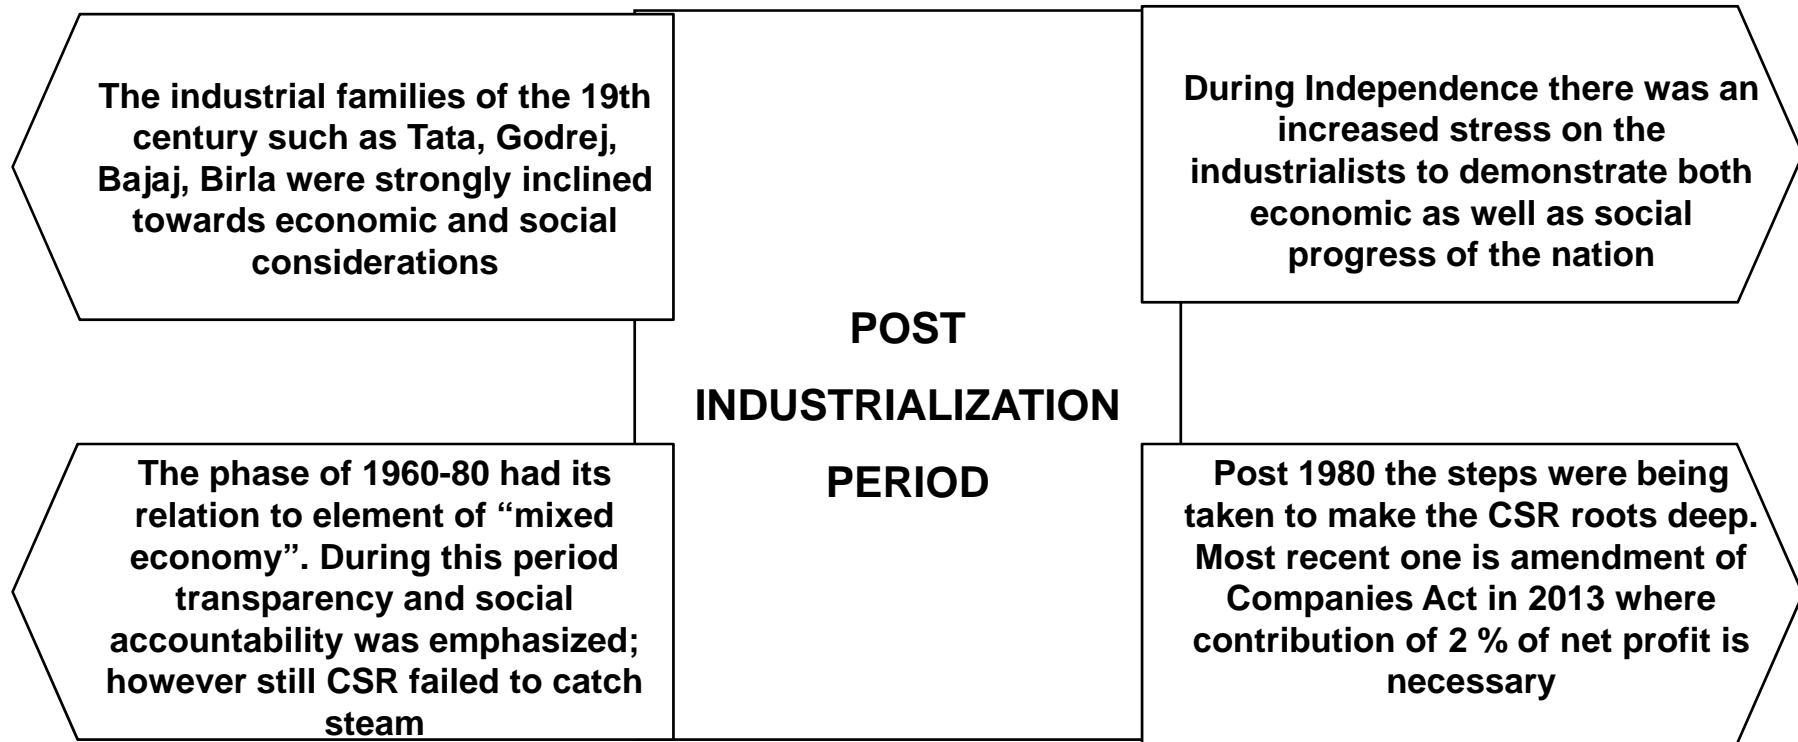 The industrial families of the 19th
century such as Tata, Godrej,
Bajaj, Birla were strongly inclined
towards economic and social
considerations
During Independence there was an
increased stress on the
industrialists to demonstrate both
economic as well as social
progress of the nation
POST
INDUSTRIALIZATION
PERIOD
The phase of 1960-80 had its
relation to element of “mixed
economy”. During this period
transparency and social
accountability was emphasized;
however still CSR failed to catch
steam
Post 1980 the steps were being
taken to make the CSR roots deep.
Most recent one is amendment of
Companies Act in 2013 where
contribution of 2 % of net profit is
necessary